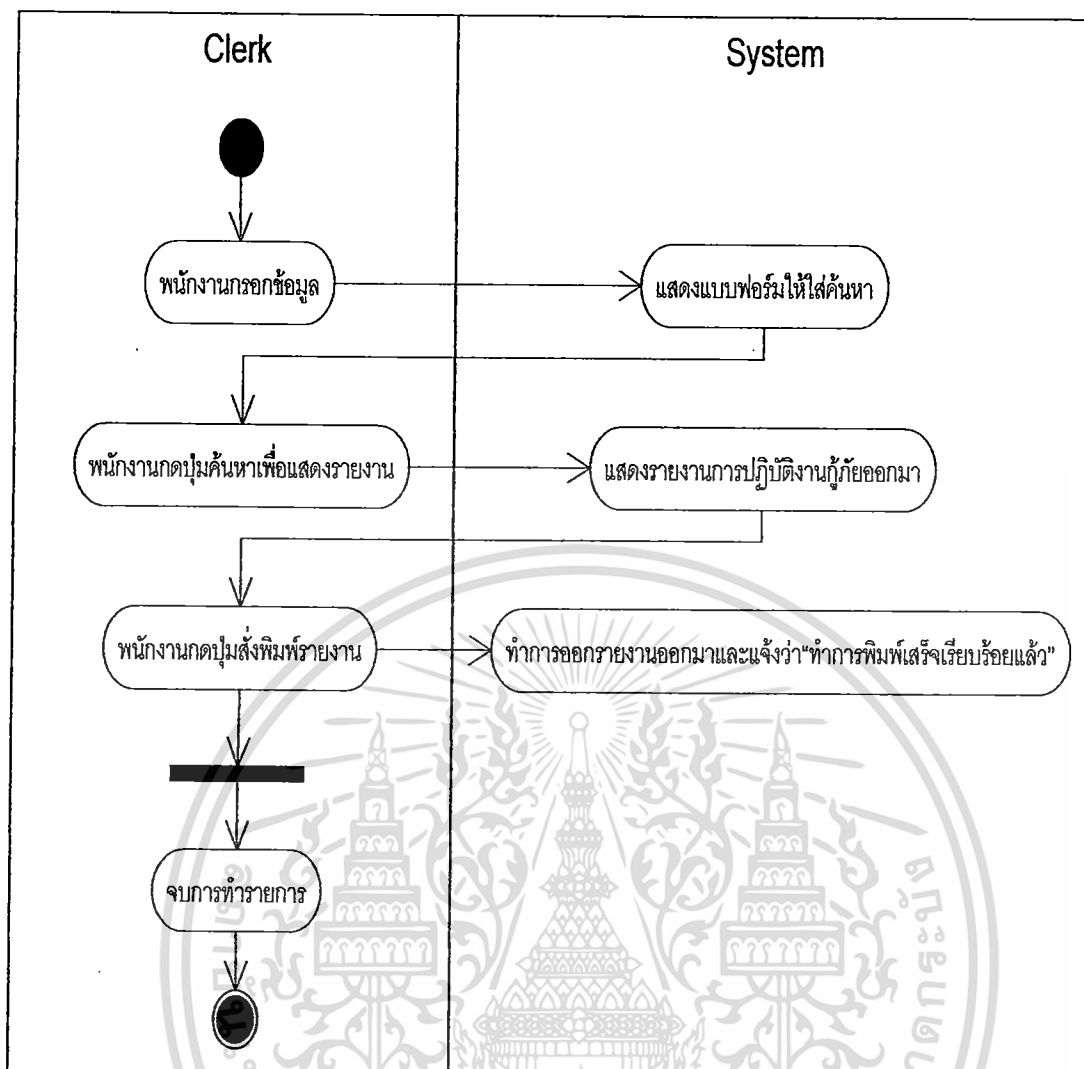 Clerk
System
พนักงานกรอกข้อมูล
แสดงแบบฟอร์มให้ใส่ค้นหา
พนักงานกดปุ่มค้นหาเพื่อแสดงรายงาน
แสดงรายงานการปฏิบัติงานกู้ภัยออกมา
พนักงานกดปุ่มสั่งพิมพ์รายงาน
ทำการออกรายงานออกมาและแจ้งว่า“ทำการพิมพ์เสร็จเรียบร้อยแล้ว”
จบการทำรายการ